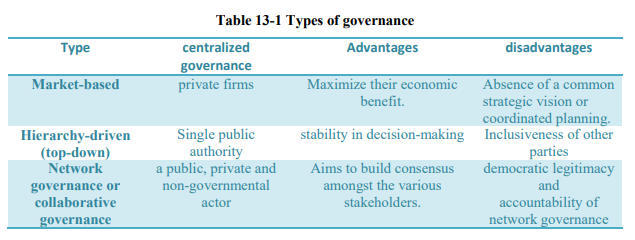 Table 13-1 Types of governance
Type centralized governance Advantages disadvantages
Market-based private firms Maximize their economic benefit. Absence of a common strategic vision or coordinated planning.
Hierarchy-driven (top-down) Single public authority stability in decision-making Inclusiveness of other parties
Network governance or collaborative governance a public, private and non-governmental actor Aims to build consensus amongst the various stakeholders. democratic legitimacy and accountability of network governance